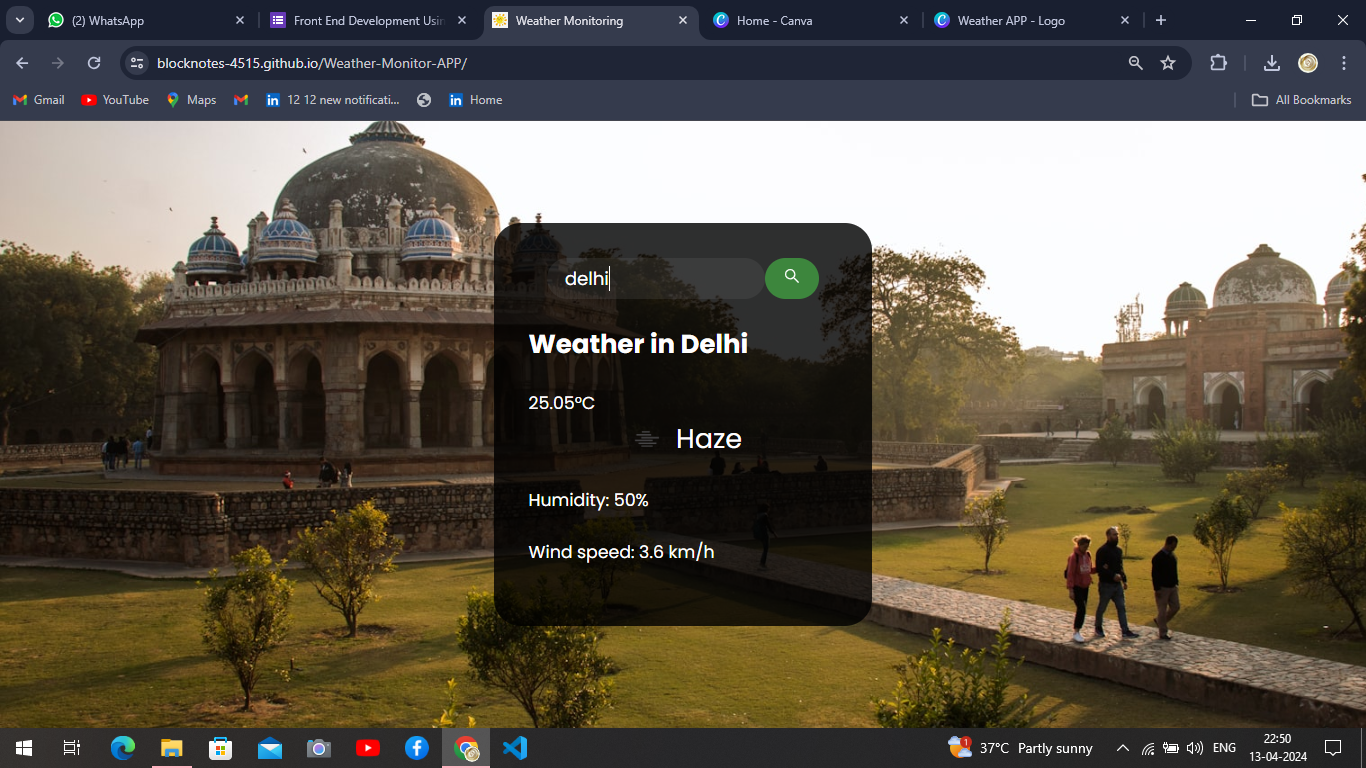 (2) WhatsApp
Front End Development Usin
Weather Monitoring
Home - Canva
Weather APP - Logo
blocknotes-4515.github.io/Weather-Monitor-APP/
Gmail
YouTube
Maps
12 12 new notificati...
Home
All Bookmarks
delhi
Weather in Delhi
25.05°C
Haze
Humidity: 50%
Wind speed: 3.6 km/h
1
37°C Partly sunny
ENG
22:50
13-04-2024